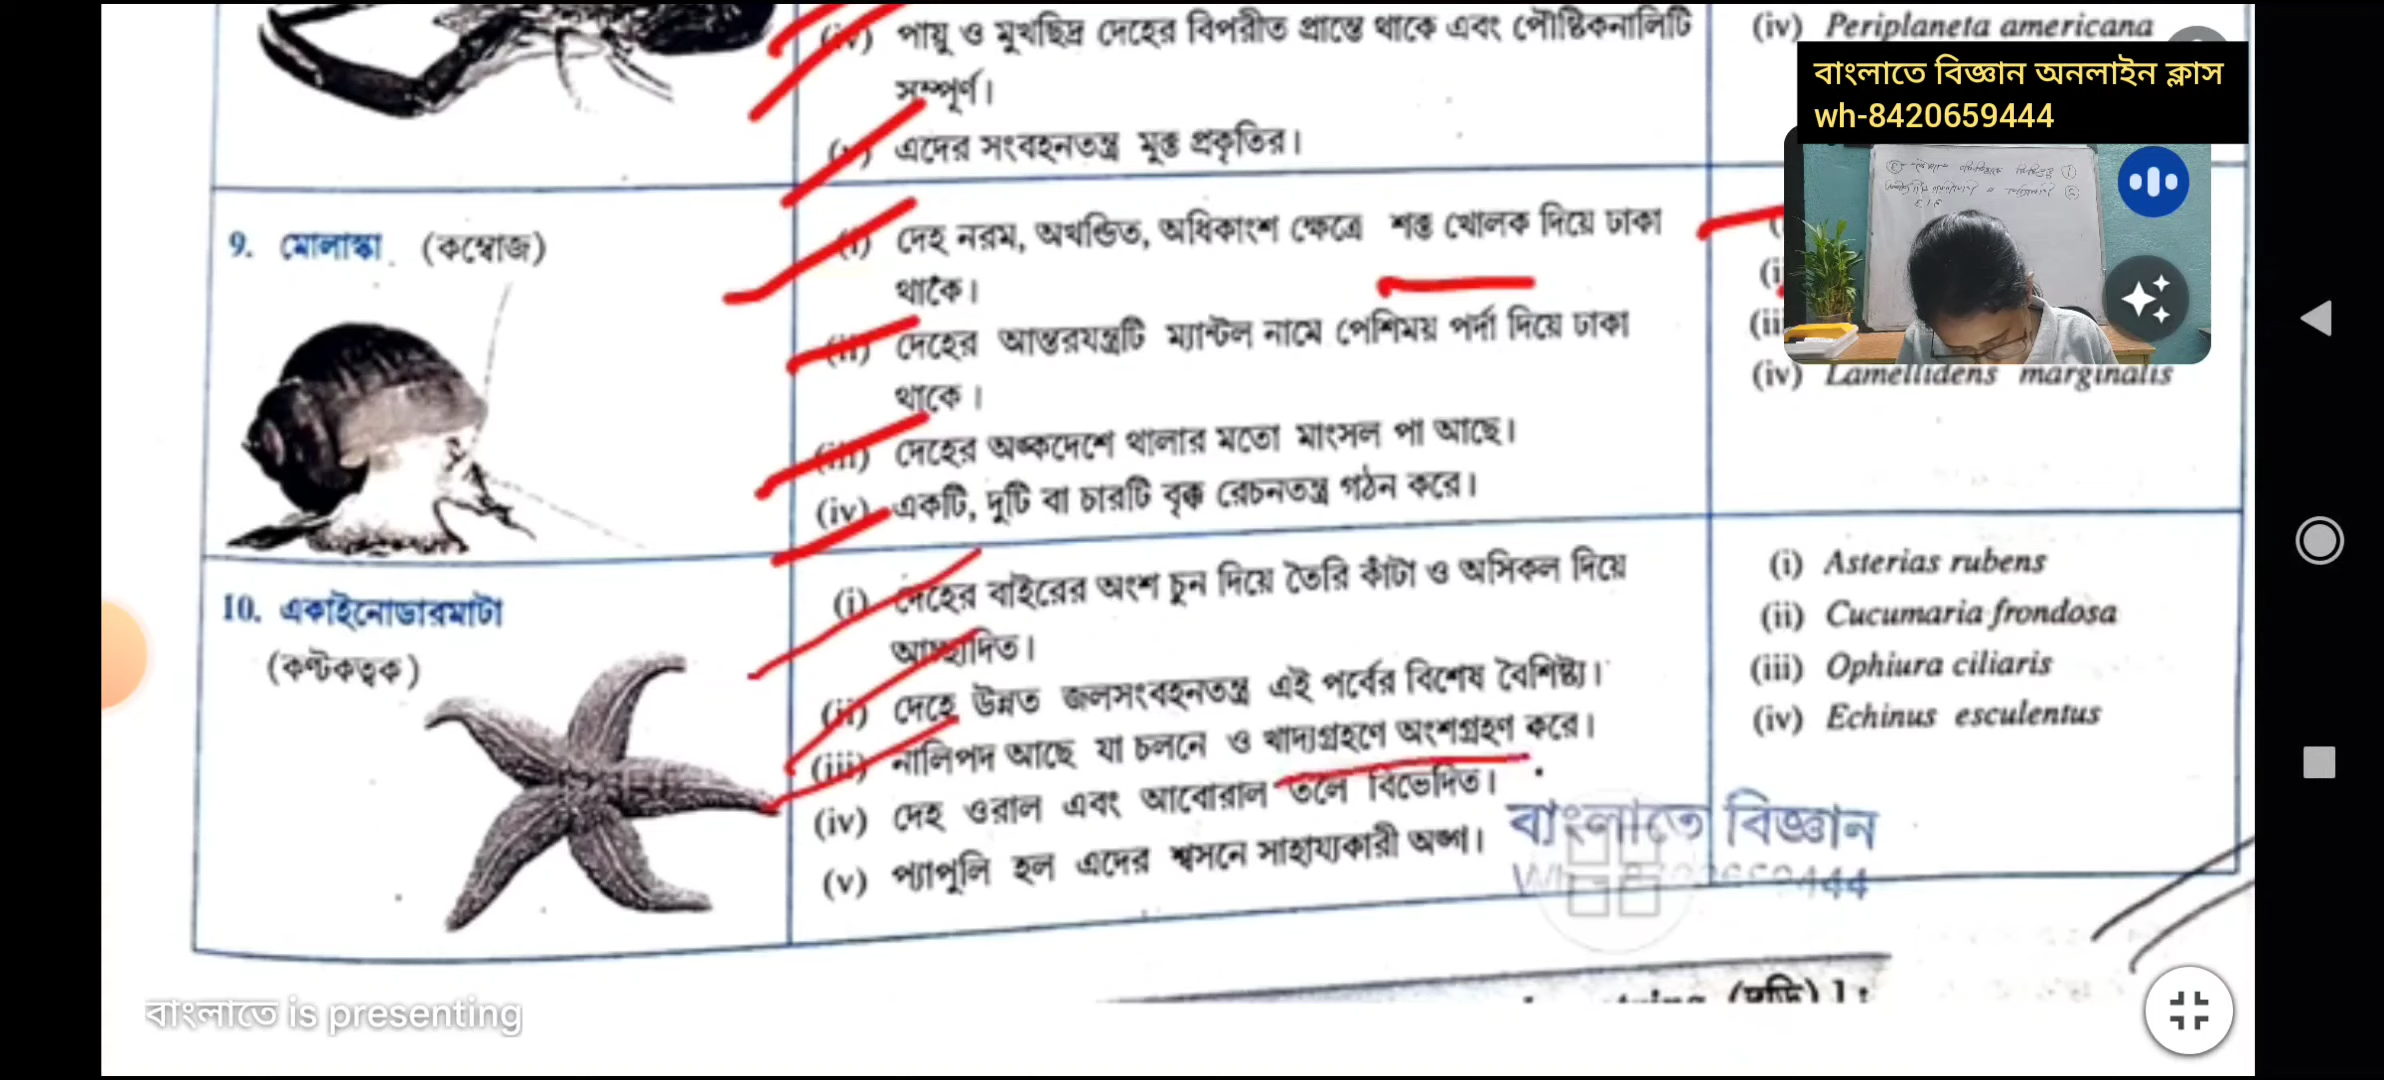 (iv) পায়ু ও মুখছিদ্র দেহের বিপরীত প্রান্তে থাকে এবং পৌষ্টিকনালিটি
সম্পূর্ণ।
(v) এদের সংবহনতন্ত্র মুক্ত প্রকৃতির।
(iv) Periplaneta americana
বাংলাতে বিজ্ঞান অনলাইন ক্লাস
wh-8420659444
9. মোলাস্কা (কম্বোজ)
(i) দেহ নরম, অখণ্ডিত, অধিকাংশ ক্ষেত্রে শক্ত খোলক দিয়ে ঢাকা
থাকে।
(ii) দেহের আন্তরযন্ত্রটি ম্যান্টল নামে পেশিময় পর্দা দিয়ে ঢাকা
থাকে।
(iii) দেহের অঙ্কদেশে থালার মতো মাংসল পা আছে।
(iv) একটি, দুটি বা চারটি বৃক্ক রেচনতন্ত্র গঠন করে।
(iv) Lamellidens marginalis
10. একাইনোডারমাটা
(কণ্টকত্বক)
(i) দেহের বাইরের অংশ চুন দিয়ে তৈরি কাঁটা ও অসিকল দিয়ে
আচ্ছাদিত।
(ii) দেহে উন্নত জলসংবহনতন্ত্র এই পর্বের বিশেষ বৈশিষ্ট্য।
(iii) নালিপদ আছে যা চলনে ও খাদ্যগ্রহণে অংশগ্রহণ করে।
(iv) দেহ ওরাল এবং আবোরাল তলে বিভেদিত।
(v) প্যাপুলি হল এদের শ্বসনে সাহায্যকারী অঙ্গ।
(i) Asterias rubens
(ii) Cucumaria frondosa
(iii) Ophiura ciliaris
(iv) Echinus esculentus
বাংলাতে বিজ্ঞান
বাংলাতে is presenting